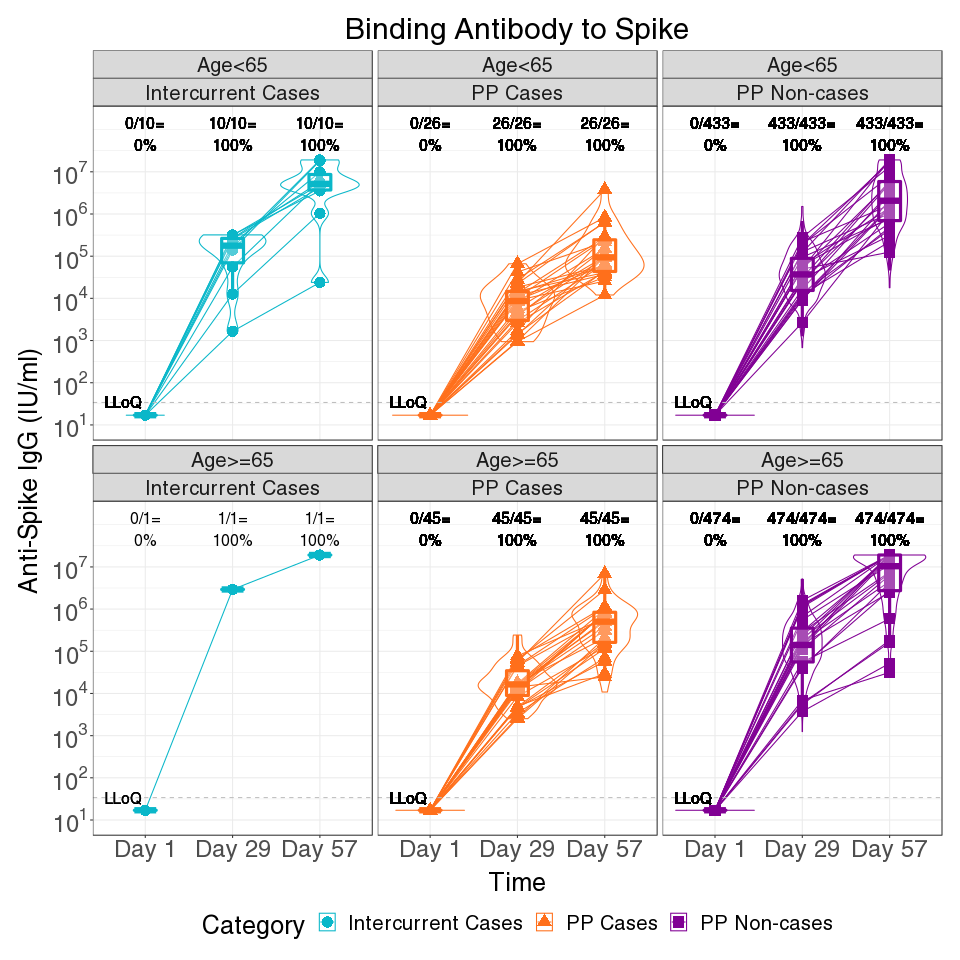 Binding Antibody to Spike
Age<65 Age<65 Age<65
Intercurrent Cases PP Cases PP Non-cases
0/10= 10/10= 10/10= 0/26= 26/26= 26/26= 0/433= 433/433= 433/433=
0% 100% 100% 0% 100% 100% 0% 100% 100%
10^7
10^6
10^5
10^4
10^3
10^2
LLoQ LLoQ LLoQ
10^1
Anti-Spike IgG (IU/ml)
Age>=65 Age>=65 Age>=65
Intercurrent Cases PP Cases PP Non-cases
0/1= 1/1= 1/1= 0/45= 45/45= 45/45= 0/474= 474/474= 474/474=
0% 100% 100% 0% 100% 100% 0% 100% 100%
10^7
10^6
10^5
10^4
10^3
10^2
LLoQ LLoQ LLoQ
10^1
Day 1 Day 29 Day 57 Day 1 Day 29 Day 57 Day 1 Day 29 Day 57
Time
Category Intercurrent Cases PP Cases PP Non-cases